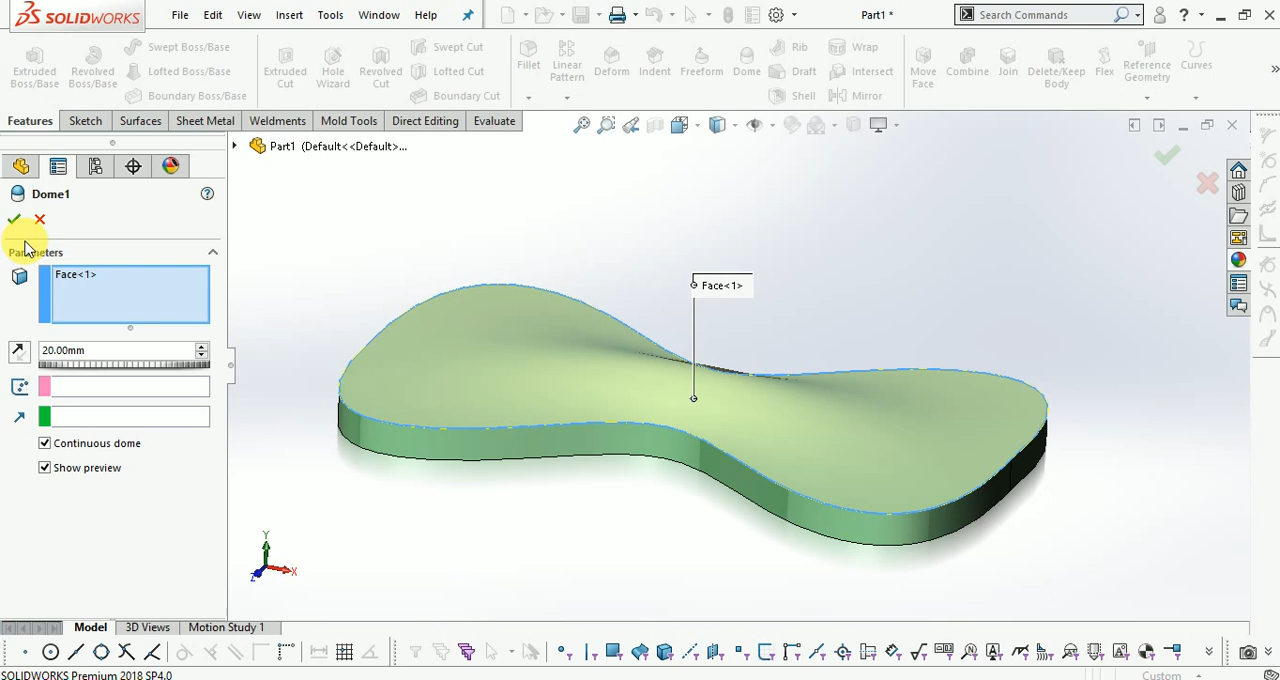 SOLIDWORKS File Edit View Insert Tools Window Help Part1 * Search Commands
Extruded Boss/Base Revolved Boss/Base Swept Boss/Base Lofted Boss/Base Boundary Boss/Base Extruded Cut Hole Wizard Revolved Cut Swept Cut Lofted Cut Boundary Cut Fillet Linear Pattern Rib Draft Shell Wrap Intersect Mirror Deform Indent Freeform Dome Move Face Combine Join Delete/Keep Body Flex Reference Geometry Curves
Features Sketch Surfaces Sheet Metal Weldments Mold Tools Direct Editing Evaluate
Part1 (Default<<Default>...
Dome1
Parameters
Face<1>
Face<1>
20.00mm
Continuous dome
Show preview
Y
X
Z
Model 3D Views Motion Study 1
SOLIDWORKS Premium 2018 SP4.0 Custom